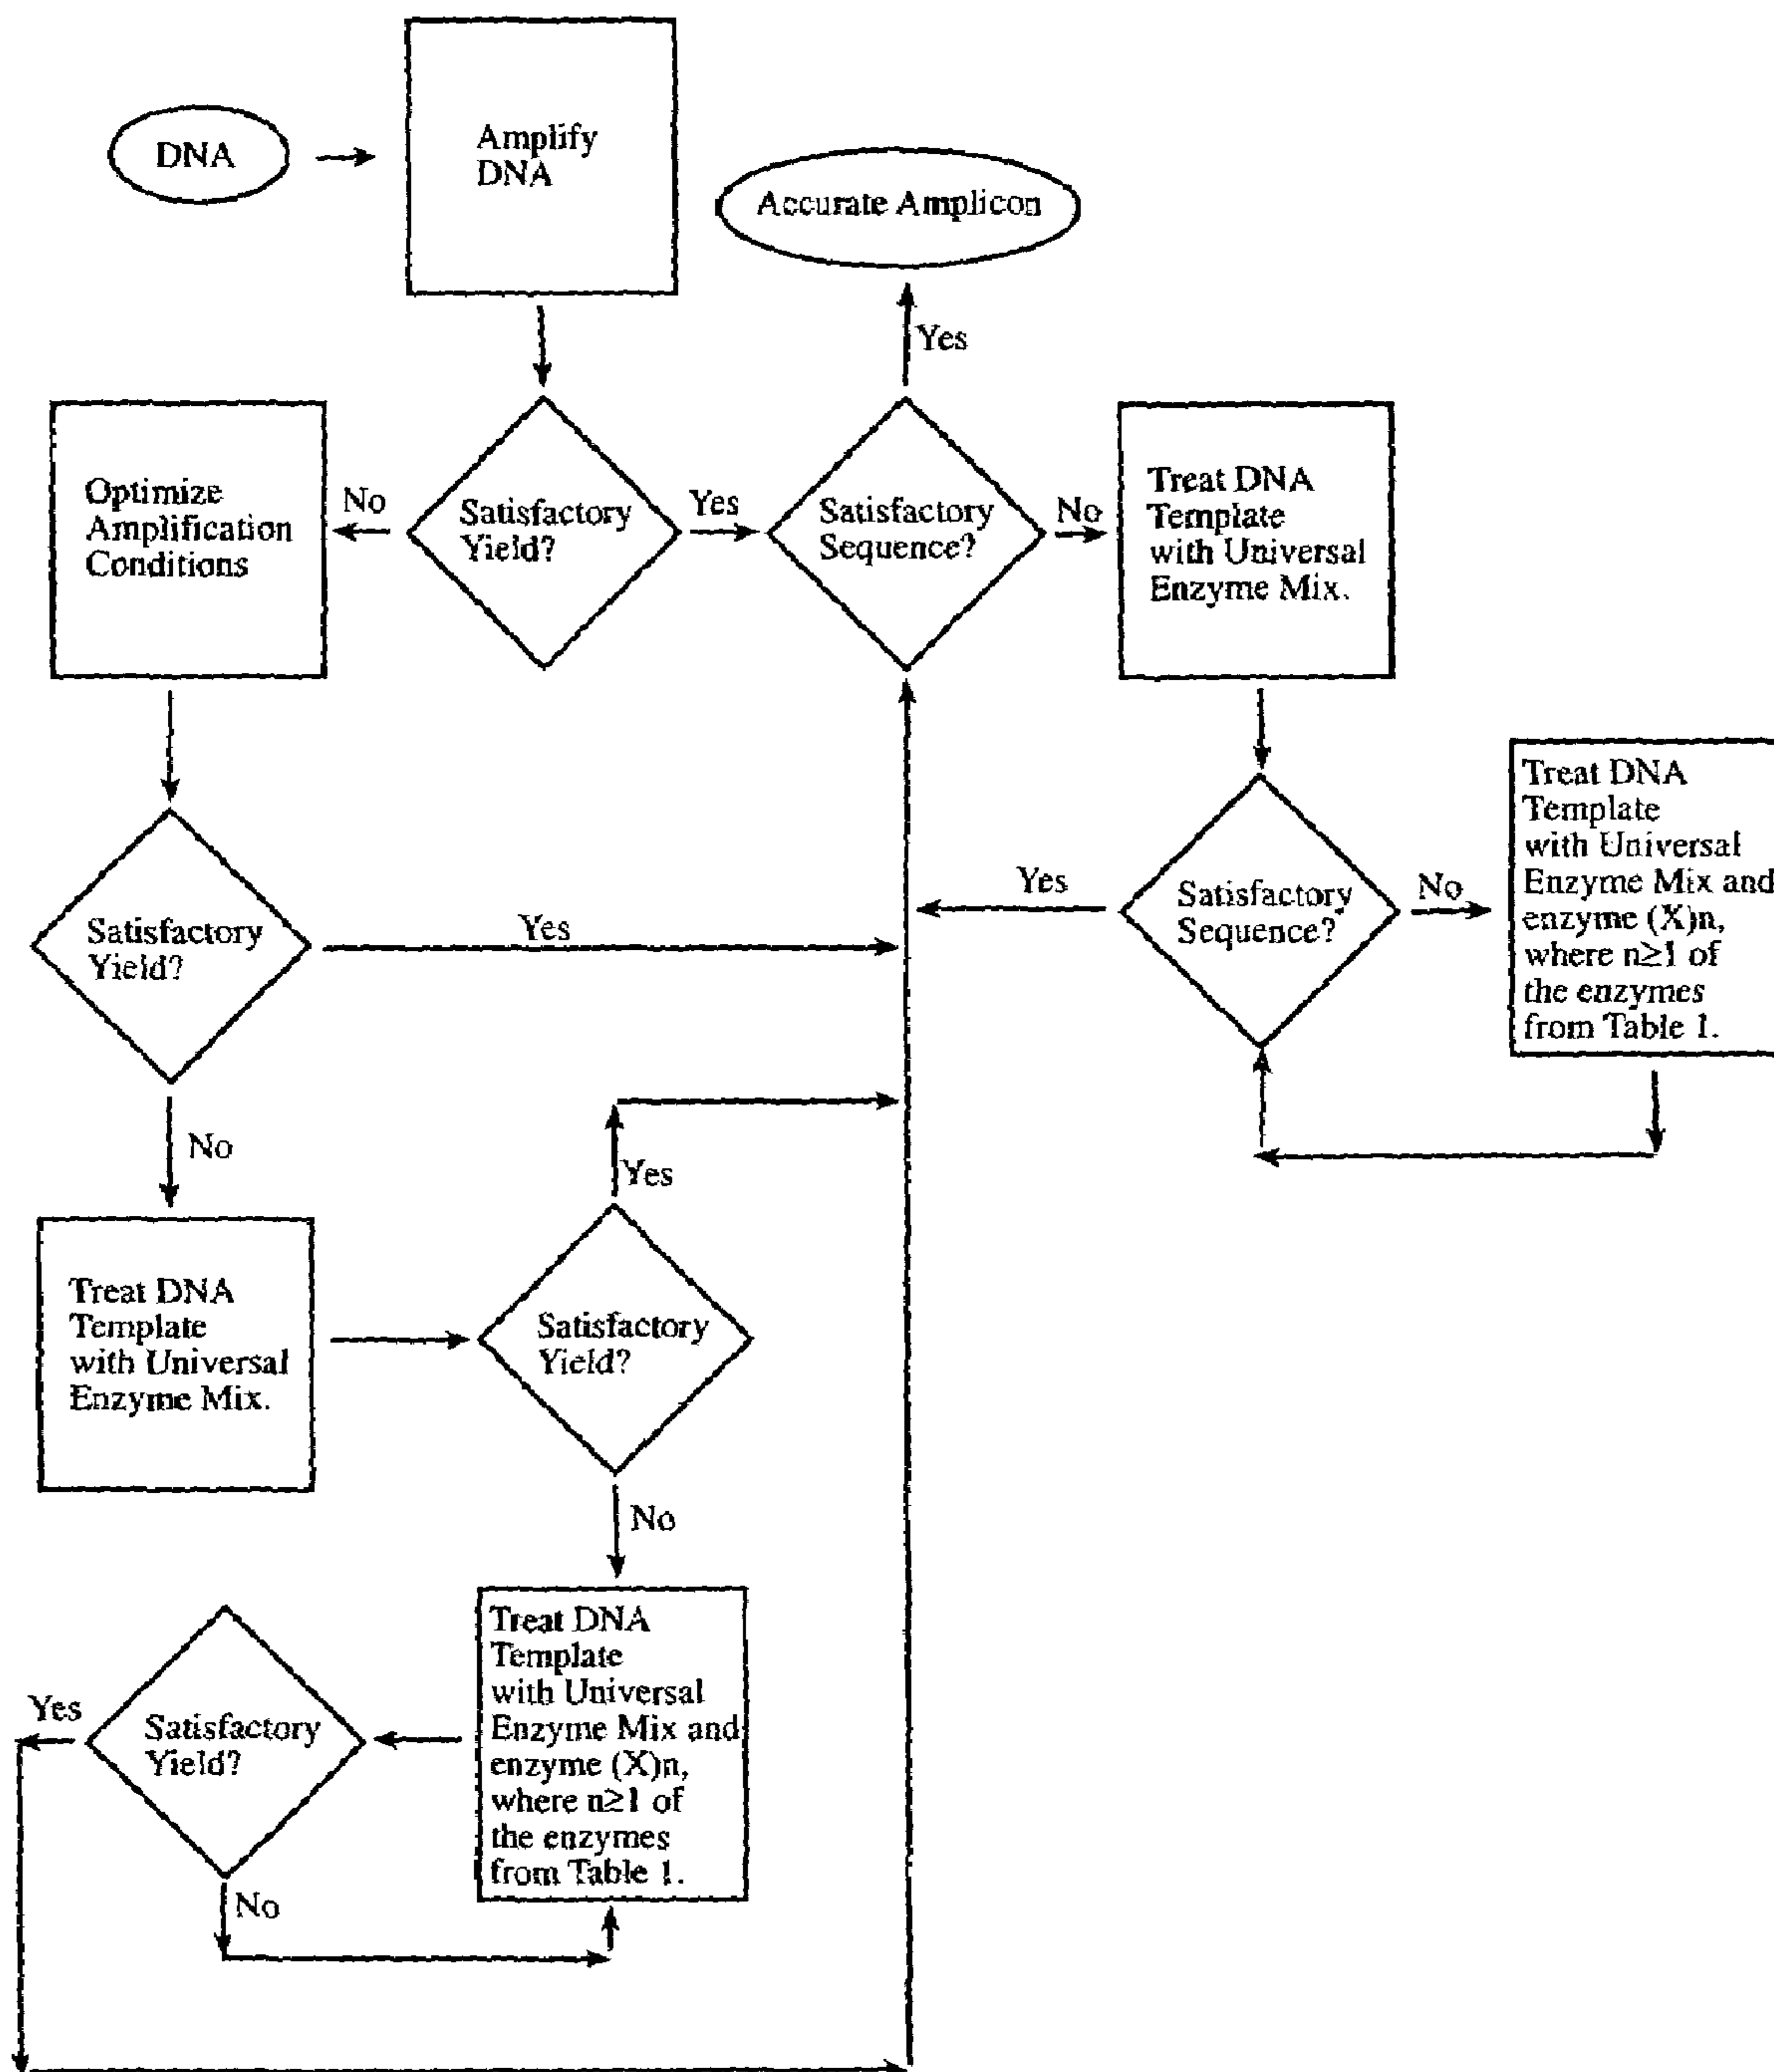 DNA
Amplify
DNA
Accurate Amplicon
Yes
Optimize
Amplification
Conditions
No
Satisfactory
Yield?
Yes
Satisfactory
Sequence?
No
Treat DNA
Template
with Universal
Enzyme Mix.
Satisfactory
Yield?
Yes
Yes
Satisfactory
Sequence?
No
Treat DNA
Template
with Universal
Enzyme Mix and
enzyme (X)n,
where n≥1 of
the enzymes
from Table 1.
No
Yes
Treat DNA
Template
with Universal
Enzyme Mix.
Satisfactory
Yield?
No
Yes
Satisfactory
Yield?
No
Treat DNA
Template
with Universal
Enzyme Mix and
enzyme (X)n,
where n≥1 of
the enzymes
from Table 1.